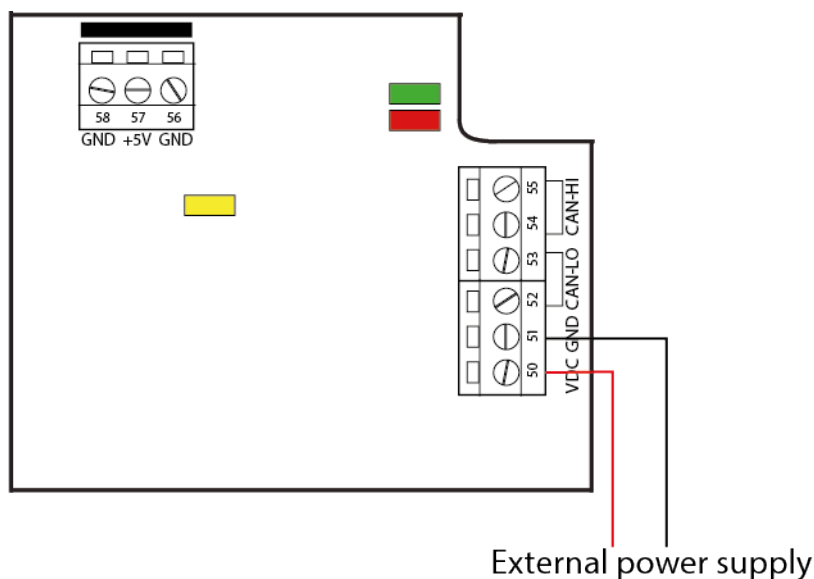 58 57 56
GND +5V GND
55
54
CAN-HI
53
52
CAN-LO
51
GND
50
VDC
External power supply